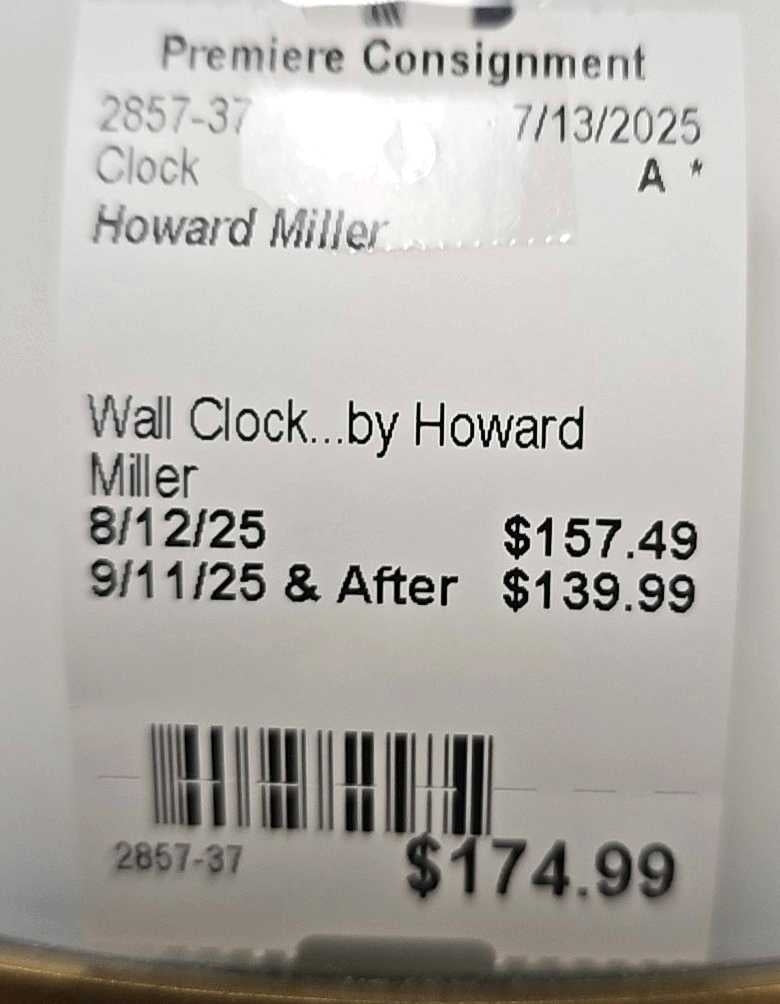 Premiere Consignment
2857-37 7/13/2025
Clock A *
Howard Miller
Wall Clock...by Howard
Miller
8/12/25 $157.49
9/11/25 & After $139.99
2857-37 $174.99